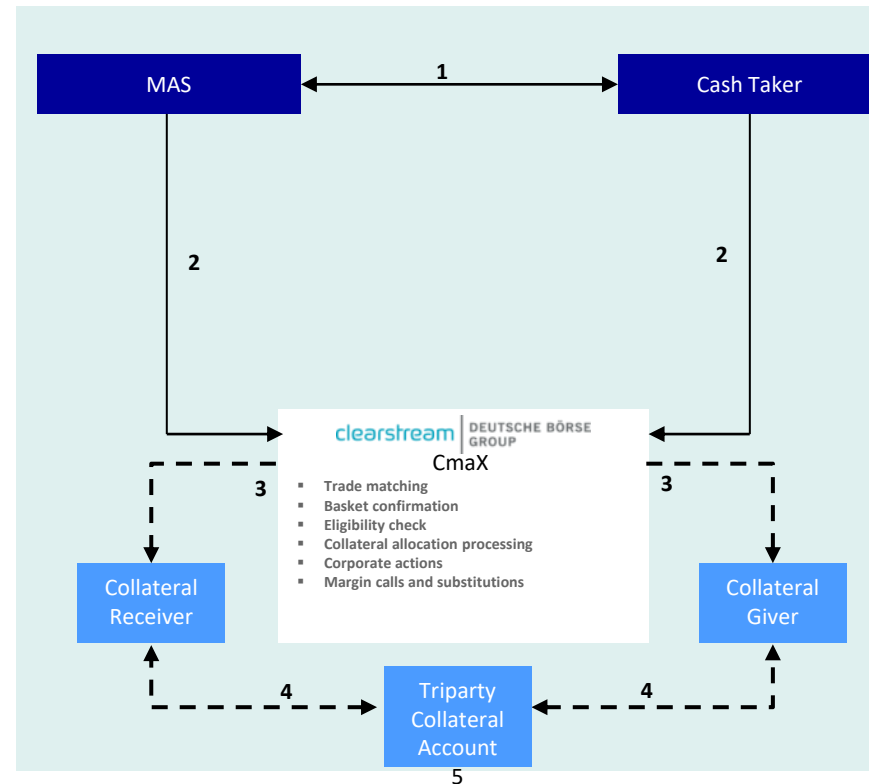 MAS
1
Cash Taker
2
2
clearstream
DEUTSCHE BÖRSE
GROUP
CmaX
3
3
▪ Trade matching
▪ Basket confirmation
▪ Eligibility check
▪ Collateral allocation processing
▪ Corporate actions
▪ Margin calls and substitutions
Collateral
Receiver
Collateral
Giver
4
4
Triparty
Collateral
Account
5